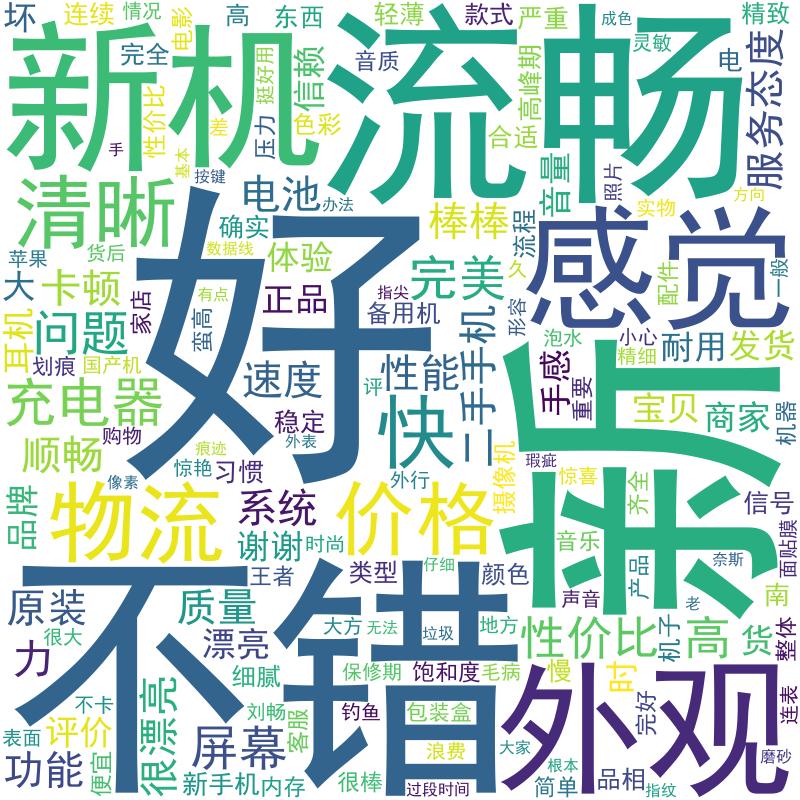 坏
连续
情况
电影
高
东西
轻薄
款式
严重
成色
灵敏
精致
新机
流畅
完全
挺好用
信赖
音质
高峰期
电
服务态度
手
性价比
差
基本
压力
色彩
合适
音量
照片
清晰
按键
电池
办法
确实
棒棒
流程
感觉
实物
方向
苹果
货后
数据线
体验
完美
久
配件
一般
大
卡顿
家店
有点
正品
指尖
备用机
形容
好
耳机
问题
蛮高
二手手机
泡水
小心
精细
耐用
发货
划痕
国产机
速度
评
性能
手感
重要
亲片
充电器
稳定
快
宝贝
商家
机器
购物
痕迹
外表
顺畅
惊艳
习惯
外行
摄像机
瑕疵
惊喜
齐全
像素
品牌
物流
系统
价格
信号
面贴膜
谢谢
时尚
音乐
产品
奈斯
不错
王者
类型
仔细
颜色
声音
老
南
原装
质量
很大
漂亮
大方
无法
垃圾
地方
性价比
高
机子
货
整体
力
细腻
保修期
饱和度
毛病
慢
时
外观
不卡
很漂亮
刘畅
钓鱼
包装盒
完好
连表
表面
评价
屏幕
客服
浪费
大家
根本
磨砂
功能
便宜
新手机
内存
很棒
过段时间
简单
品相
指纹